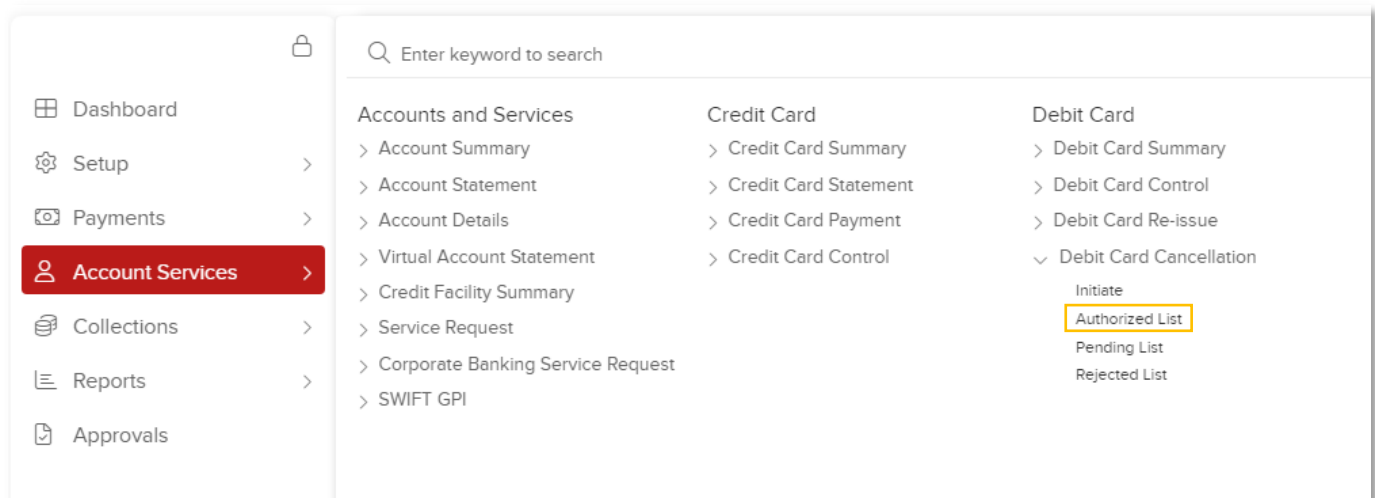 Enter keyword to search
Dashboard
Setup
Payments
Account Services
Collections
Reports
Approvals
Accounts and Services
Account Summary
Account Statement
Account Details
Virtual Account Statement
Credit Facility Summary
Service Request
Corporate Banking Service Request
SWIFT GPI
Credit Card
Credit Card Summary
Credit Card Statement
Credit Card Payment
Credit Card Control
Debit Card
Debit Card Summary
Debit Card Control
Debit Card Re-issue
Debit Card Cancellation
Initiate
Authorized List
Pending List
Rejected List